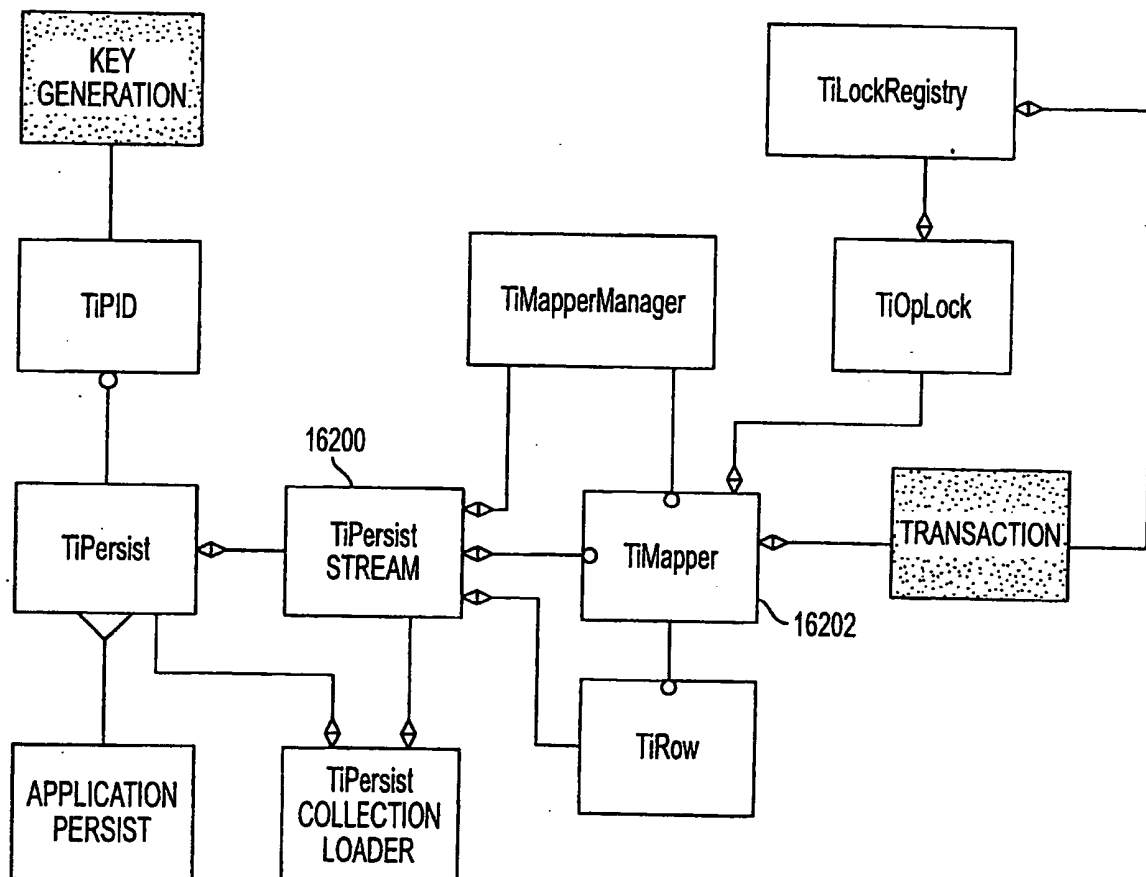 KEY
GENERATION
TiLockRegistry
TiPID
TiMapperManager
TiOpLock
16200
TiPersist
TiPersist
STREAM
TiMapper
TRANSACTION
16202
TiRow
APPLICATION
PERSIST
TiPersist
COLLECTION
LOADER